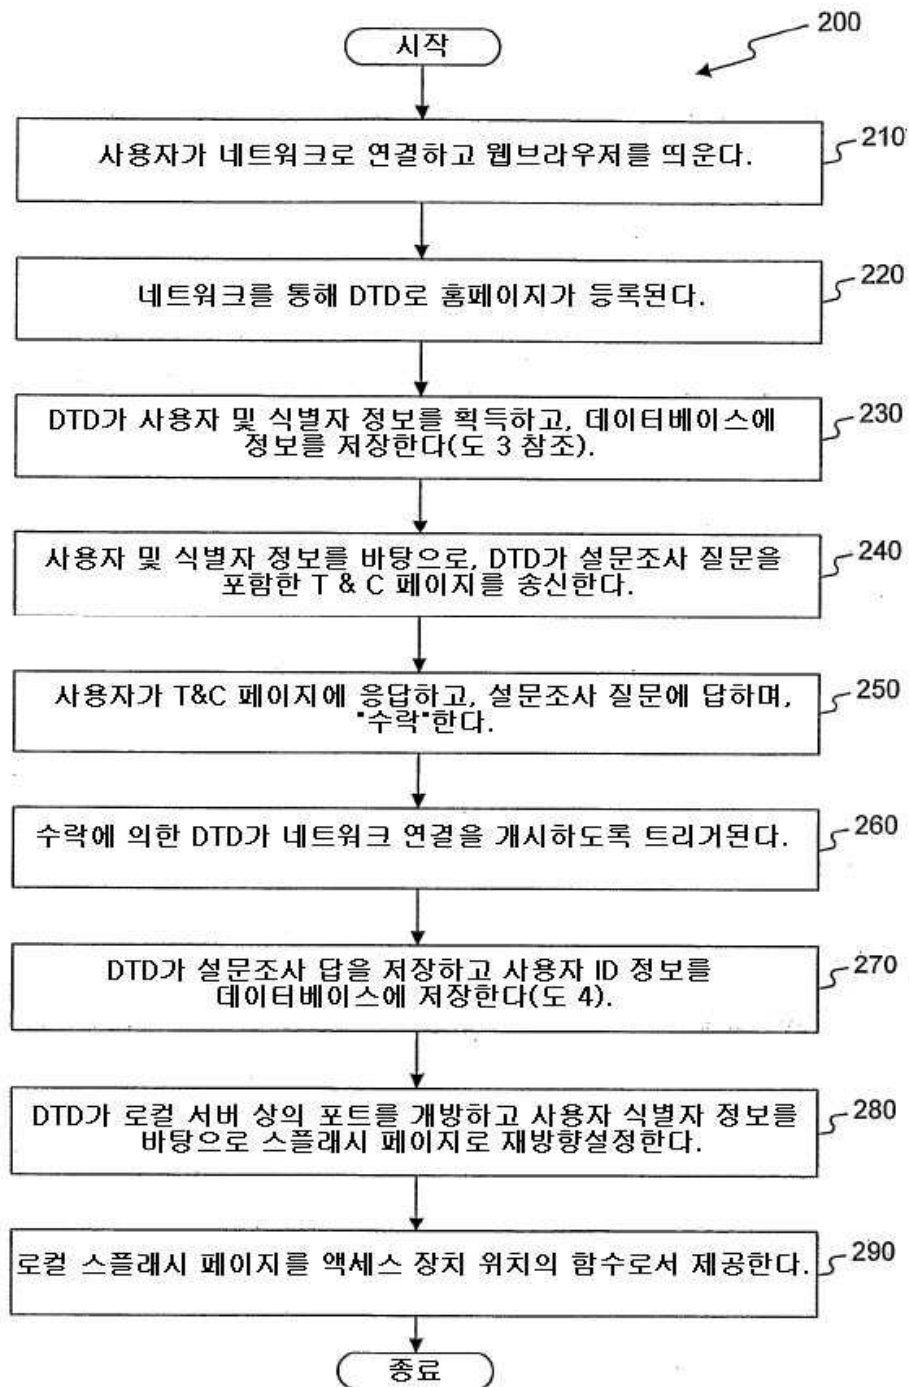 200
시작
사용자가 네트워크로 연결하고 웹브라우저를 띄운다.
210
네트워크를 통해 DTD로 홈페이지가 등록된다.
220
DTD가 사용자 및 식별자 정보를 획득하고, 데이터베이스에
정보를 저장한다(도 3 참조).
230
사용자 및 식별자 정보를 바탕으로, DTD가 설문조사 질문을
포함한 T & C 페이지를 송신한다.
240
사용자가 T&C 페이지에 응답하고, 설문조사 질문에 답하며,
"수락"한다.
250
수락에 의한 DTD가 네트워크 연결을 개시하도록 트리거된다.
260
DTD가 설문조사 답을 저장하고 사용자 ID 정보를
데이터베이스에 저장한다(도 4).
270
DTD가 로컬 서버 상의 포트를 개방하고 사용자 식별자 정보를
바탕으로 스플래시 페이지로 재방향설정한다.
280
로컬 스플래시 페이지를 액세스 장치 위치의 함수로서 제공한다.
290
종료